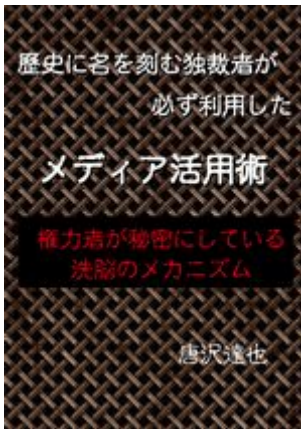 歴史に名を刻む独裁者が
必ず利用した
メディア活用術
権力者が秘密にしている
洗脳のメカニズム
唐沢達也